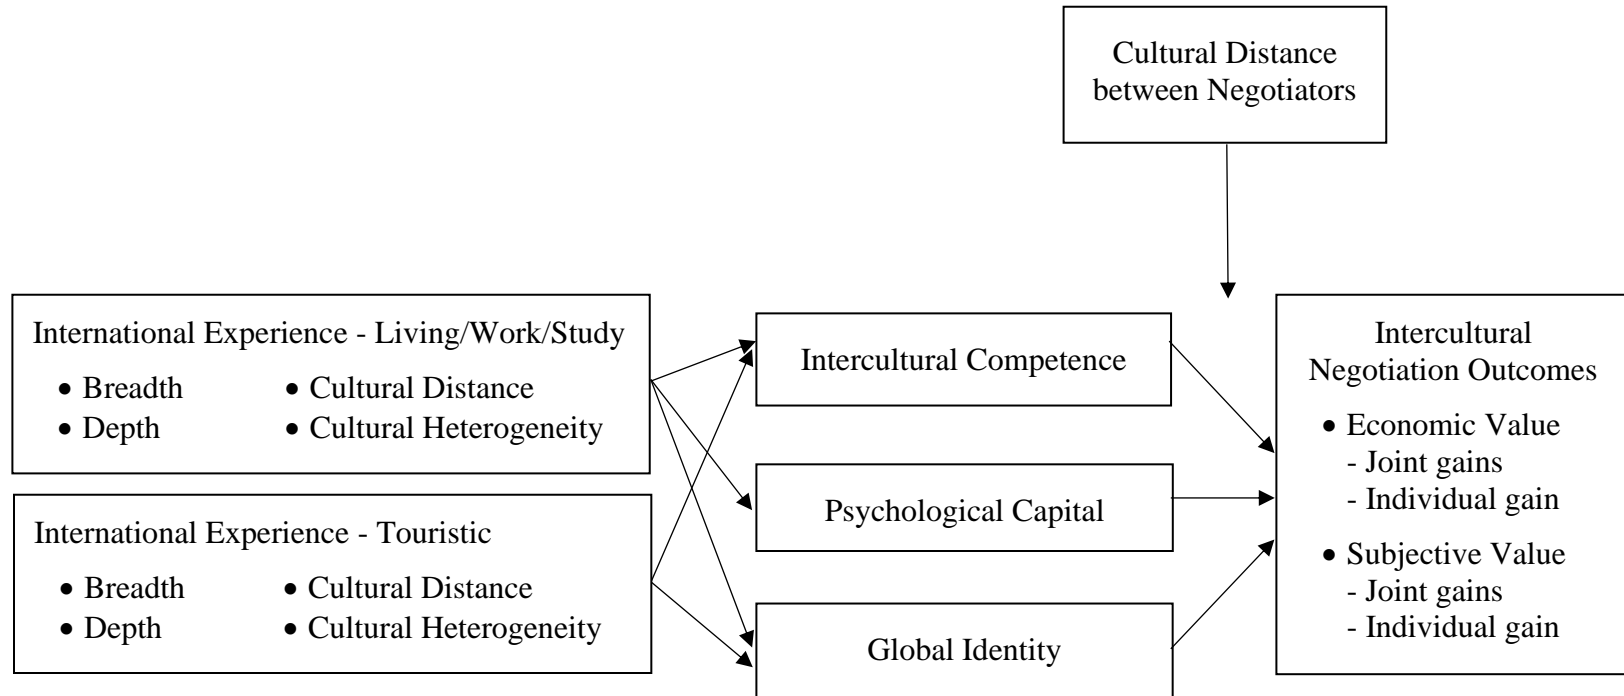 Cultural Distance
between Negotiators
International Experience - Living/Work/Study
• Breadth • Cultural Distance
• Depth • Cultural Heterogeneity
International Experience - Touristic
• Breadth • Cultural Distance
• Depth • Cultural Heterogeneity
Intercultural Competence
Psychological Capital
Global Identity
Intercultural
Negotiation Outcomes
• Economic Value
- Joint gains
- Individual gain
• Subjective Value
- Joint gains
- Individual gain